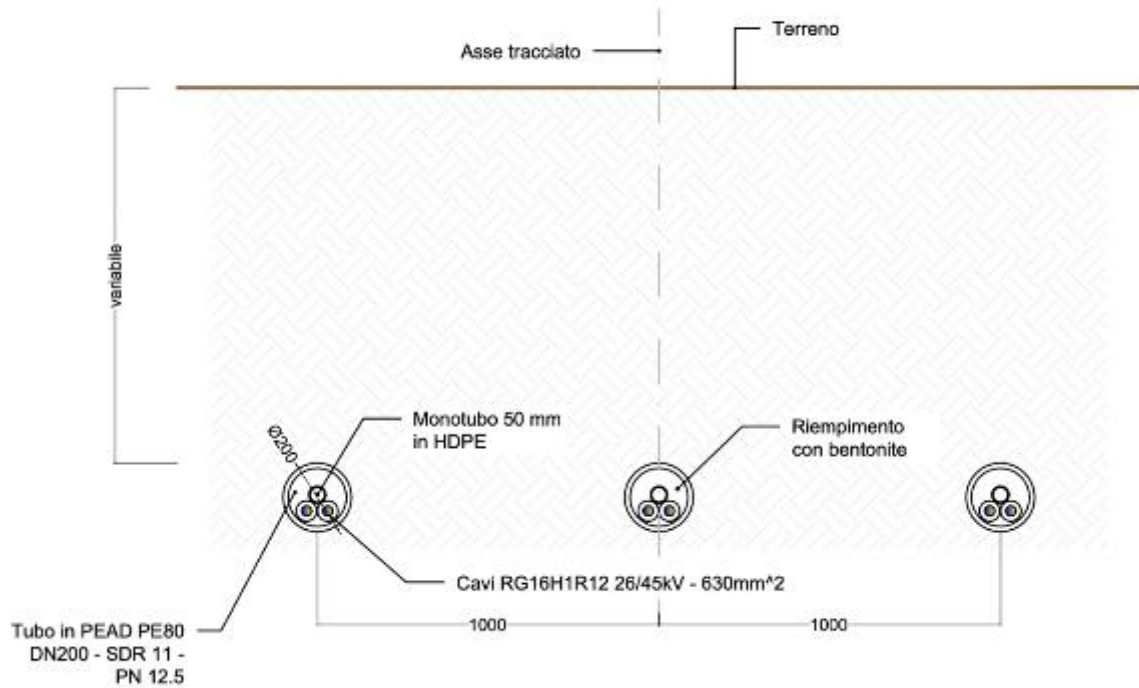 Terreno
Asse tracciato
variabile
Monotubo 50 mm
in HDPE
Ø200
Riempimento
con bentonite
Cavi RG16H1R12 26/45kV - 630mm^2
1000
1000
Tubo in PEAD PE80
DN200 - SDR 11 -
PN 12.5